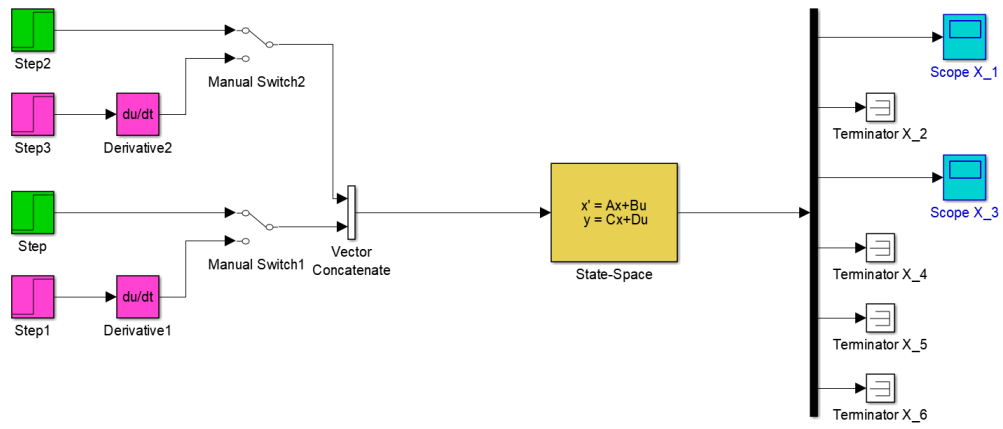 Step2
Manual Switch2
du/dt
Step3
Derivative2
Step
Manual Switch1
du/dt
Step1
Derivative1
Vector
Concatenate
x' = Ax+Bu
y = Cx+Du
State-Space
Scope X_1
Terminator X_2
Scope X_3
Terminator X_4
Terminator X_5
Terminator X_6